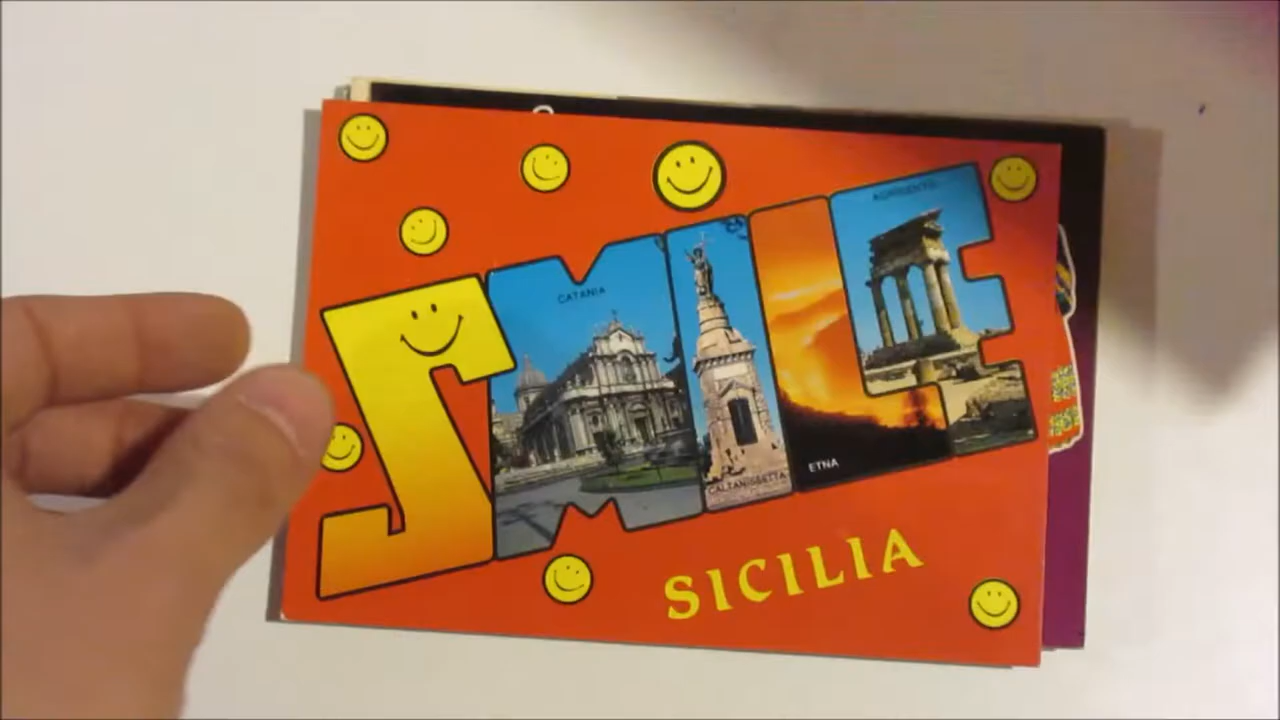 SMILE
CATANIA
CALTANISSETTA
ETNA
AGRIGENTO
SICILIA